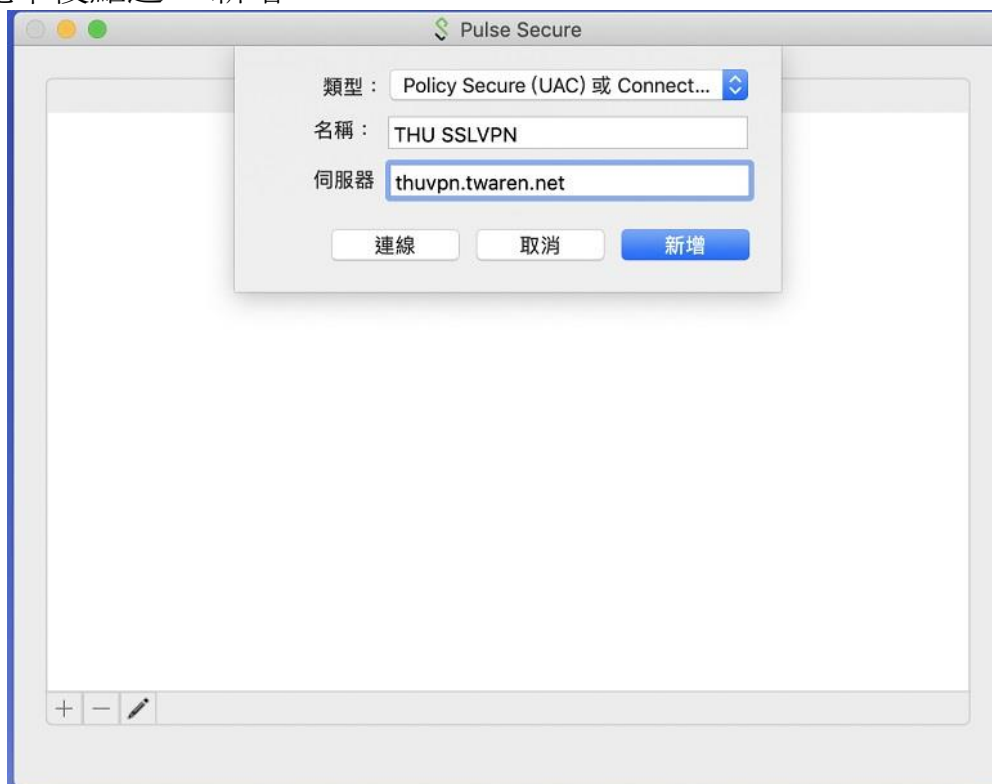 Pulse Secure
類型： Policy Secure (UAC) 或 Connect...
名稱： THU SSLVPN
伺服器 thuvpn.twaren.net
連線 取消 新增